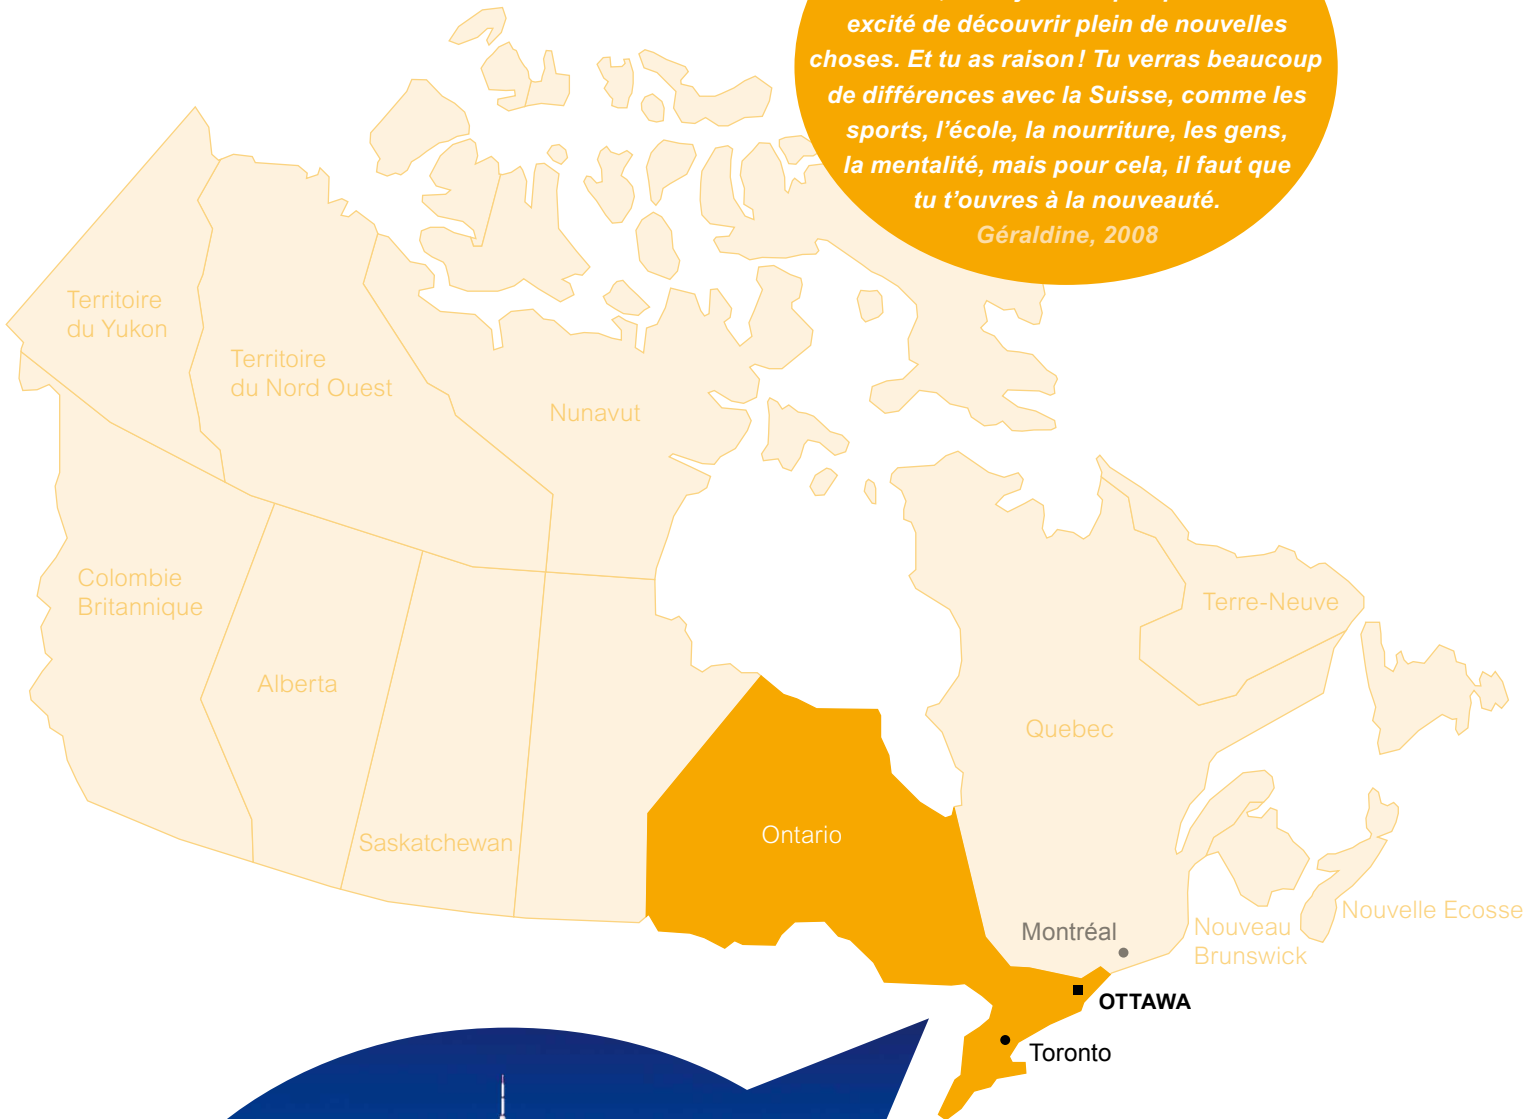 excité de découvrir plein de nouvelles
choses. Et tu as raison ! Tu verras beaucoup
de différences avec la Suisse, comme les
sports, l’école, la nourriture, les gens,
la mentalité, mais pour cela, il faut que
tu t'ouvres à la nouveauté.
Géraldine, 2008
Territoire
du Yukon
Territoire
du Nord Ouest
Nunavut
Colombie
Britannique
Terre-Neuve
Alberta
Quebec
Ontario
Saskatchewan
Nouvelle Ecosse
Montréal
Nouveau
Brunswick
OTTAWA
Toronto